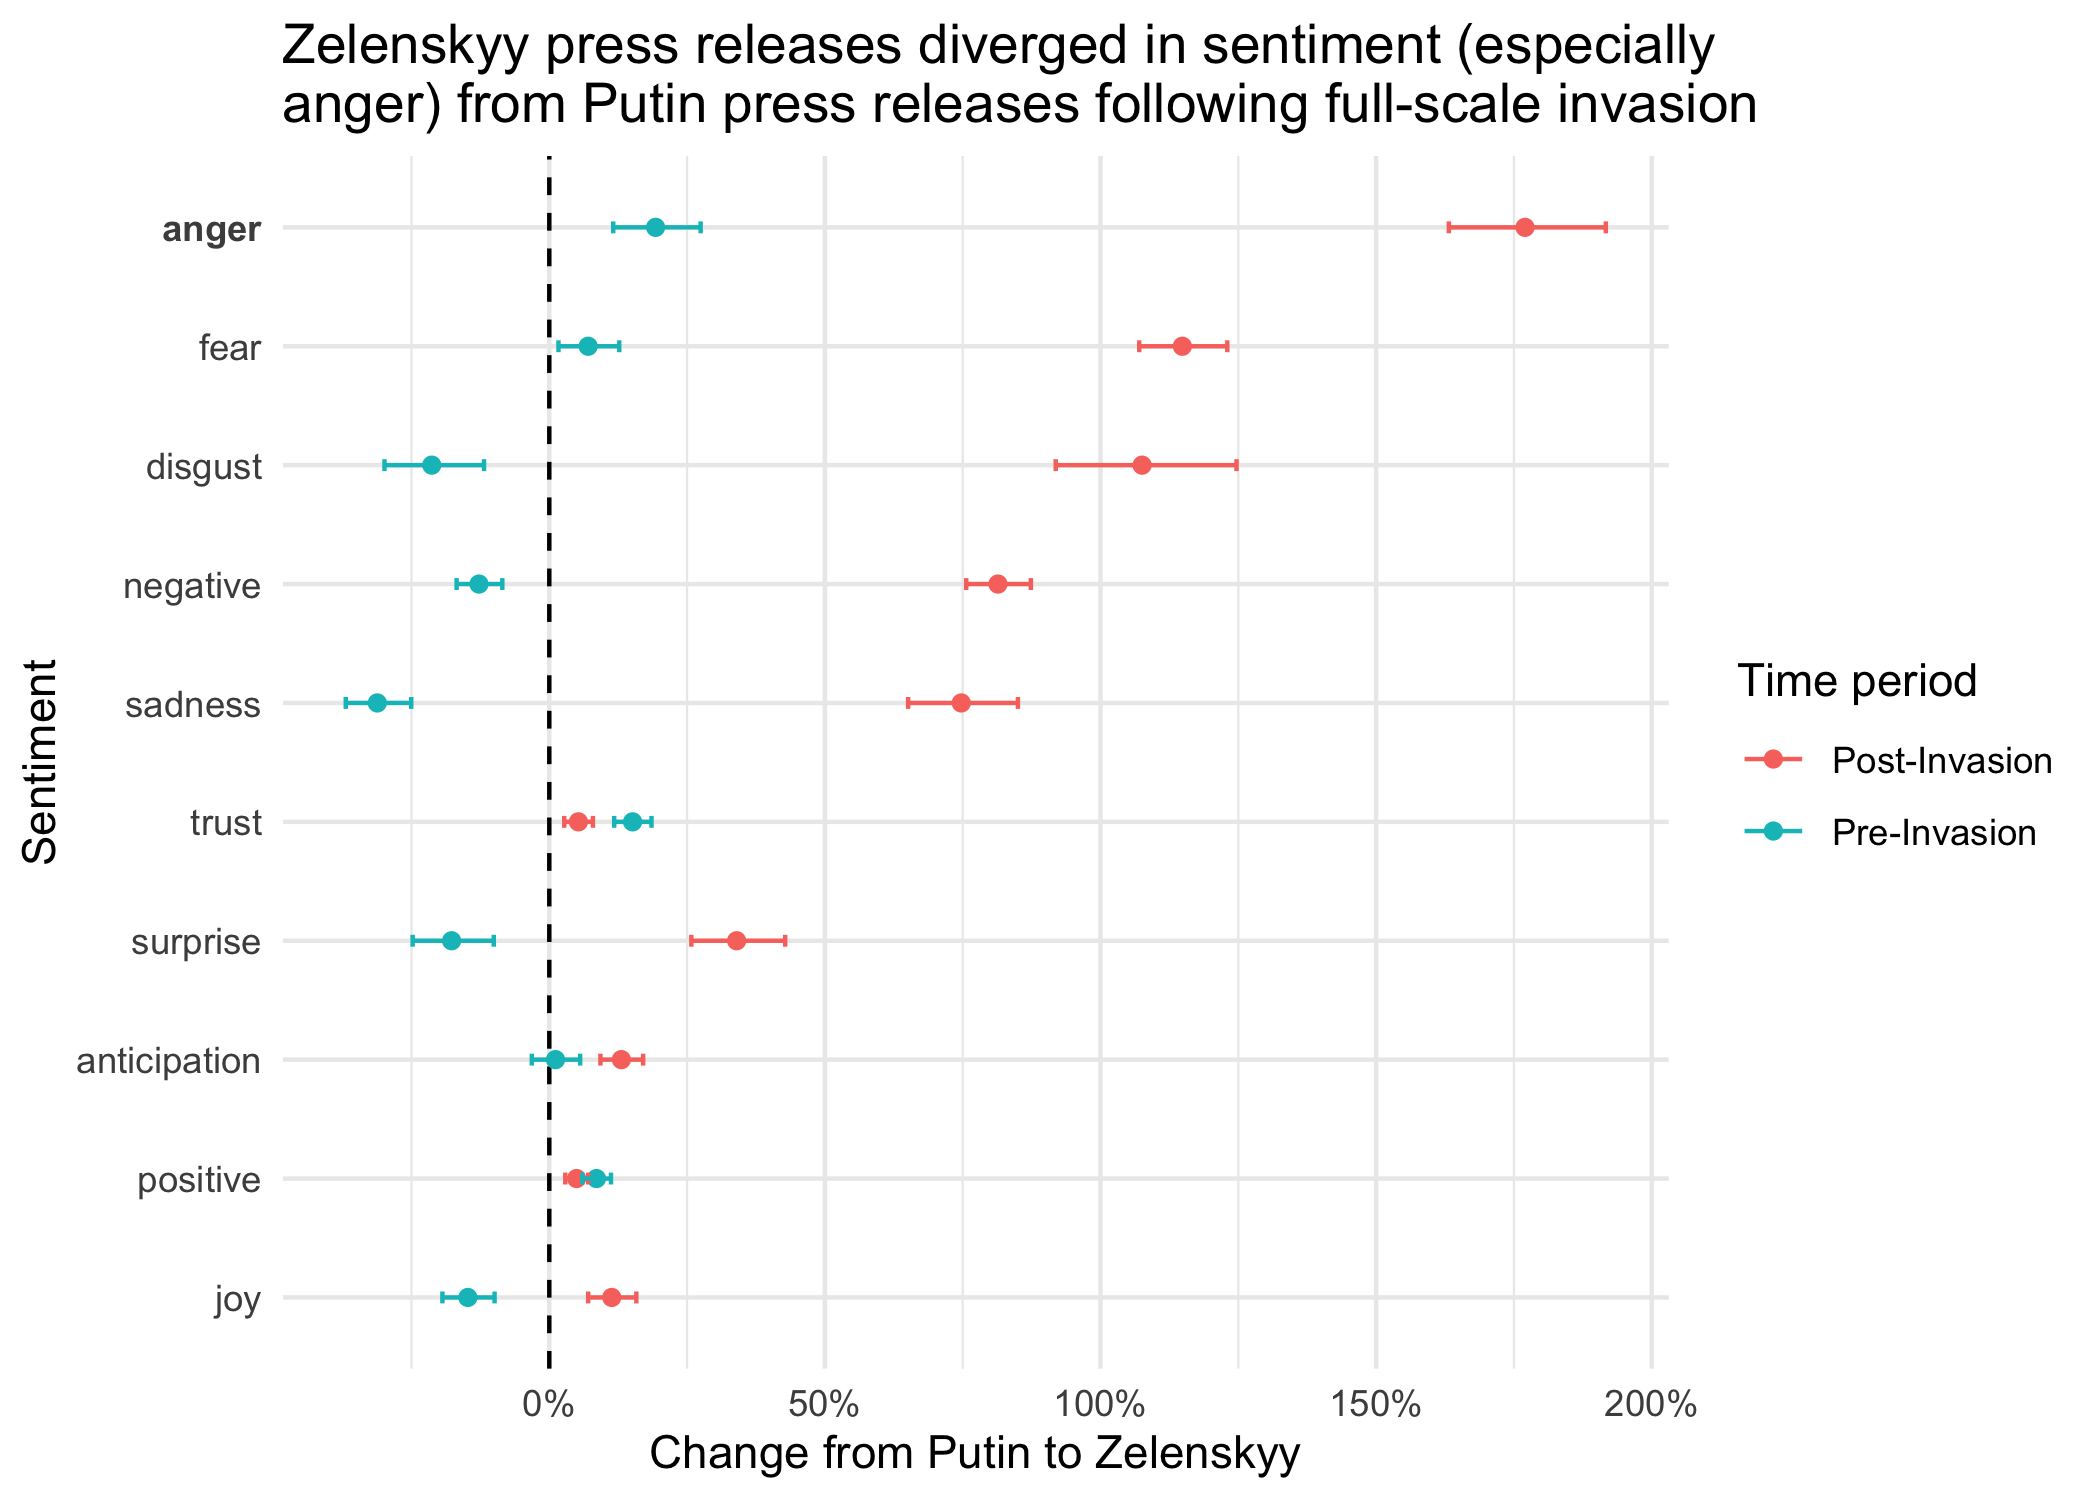 Zelenskyy press releases diverged in sentiment (especially
anger) from Putin press releases following full-scale invasion
Sentiment
anger
fear
disgust
negative
sadness
trust
surprise
anticipation
positive
joy
0% 50% 100% 150% 200%
Change from Putin to Zelenskyy
Time period
Post-Invasion
Pre-Invasion